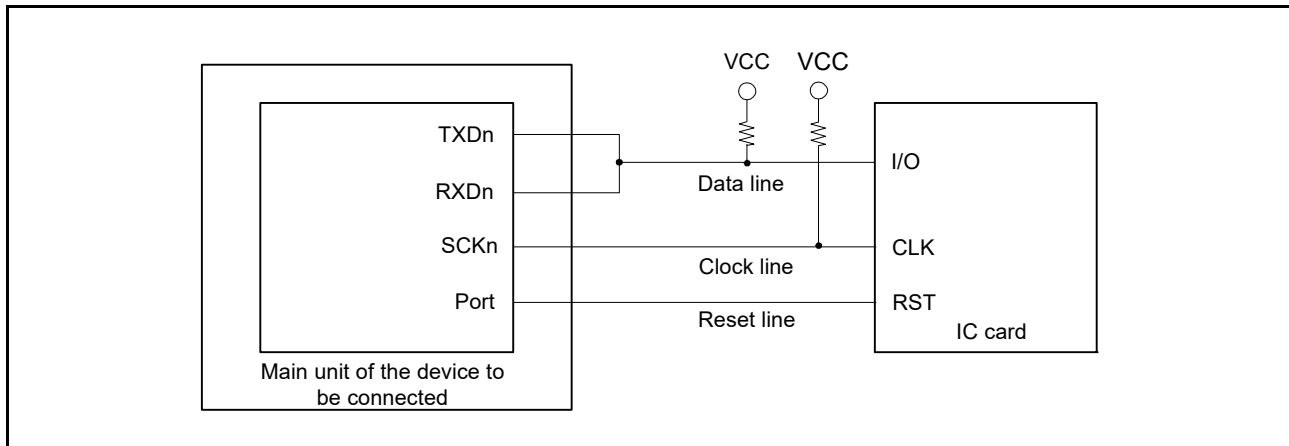 VCC
VCC
TXDn
RXDn
SCKn
Port
Data line
Clock line
Reset line
I/O
CLK
RST
IC card
Main unit of the device to
be connected